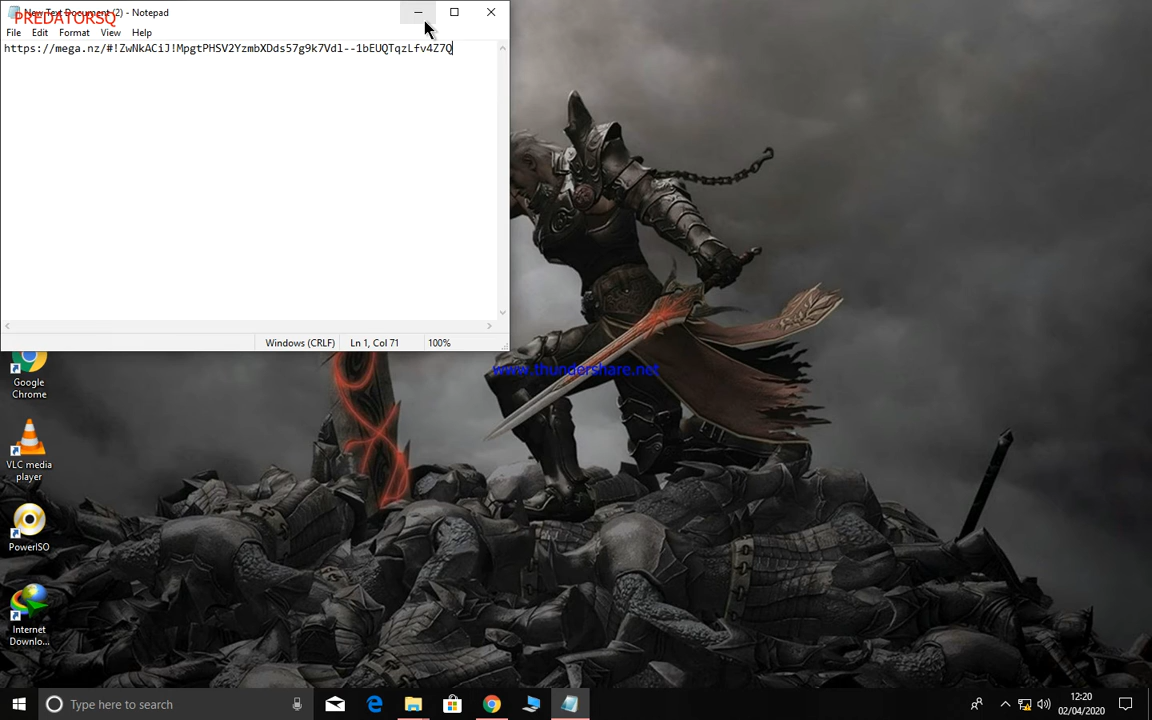 New Text Document (2) - Notepad
PREDATORSQ
File Edit Format View Help
https://mega.nz/#!ZwNkACiJ!MpgtPHSV2YzmbXDds57g9k7Vdl--1bEUQTqzLfv4Z7Q
Windows (CRLF) Ln 1, Col 71 100%
www.thundershare.net
Google
Chrome
VLC media
player
PowerISO
Internet
Downlo...
Type here to search
12:20
02/04/2020